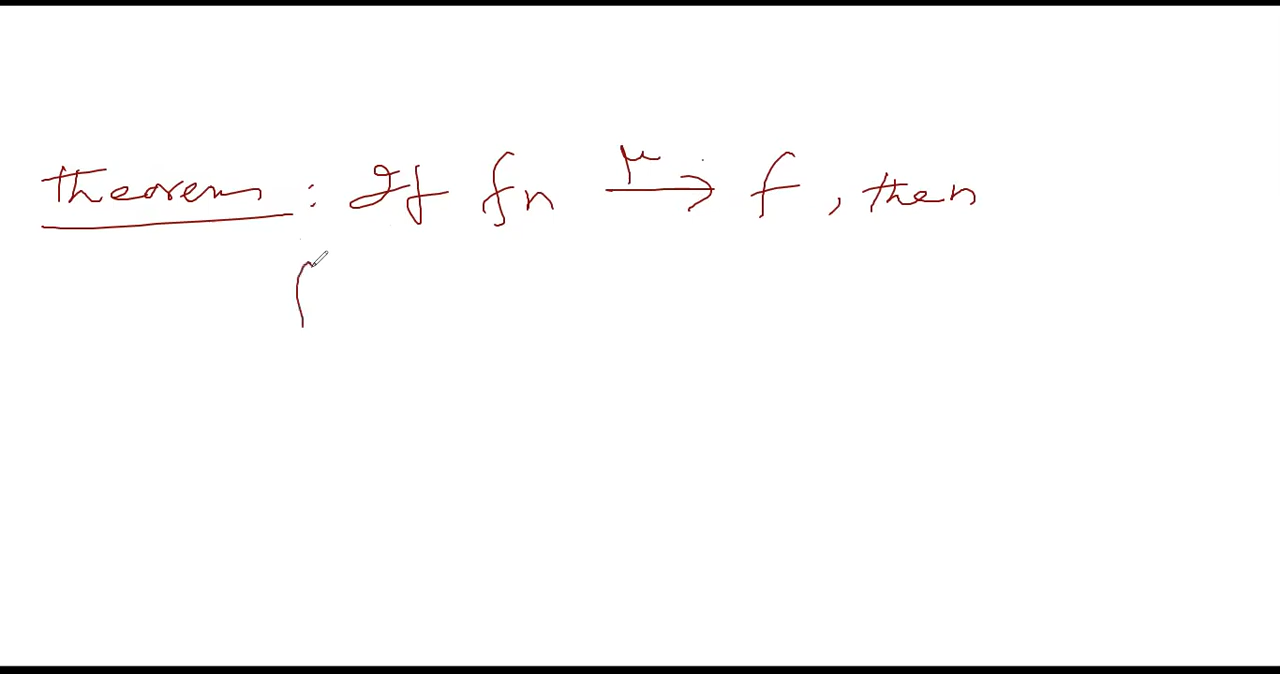 theorem : If fn μ→ f , then